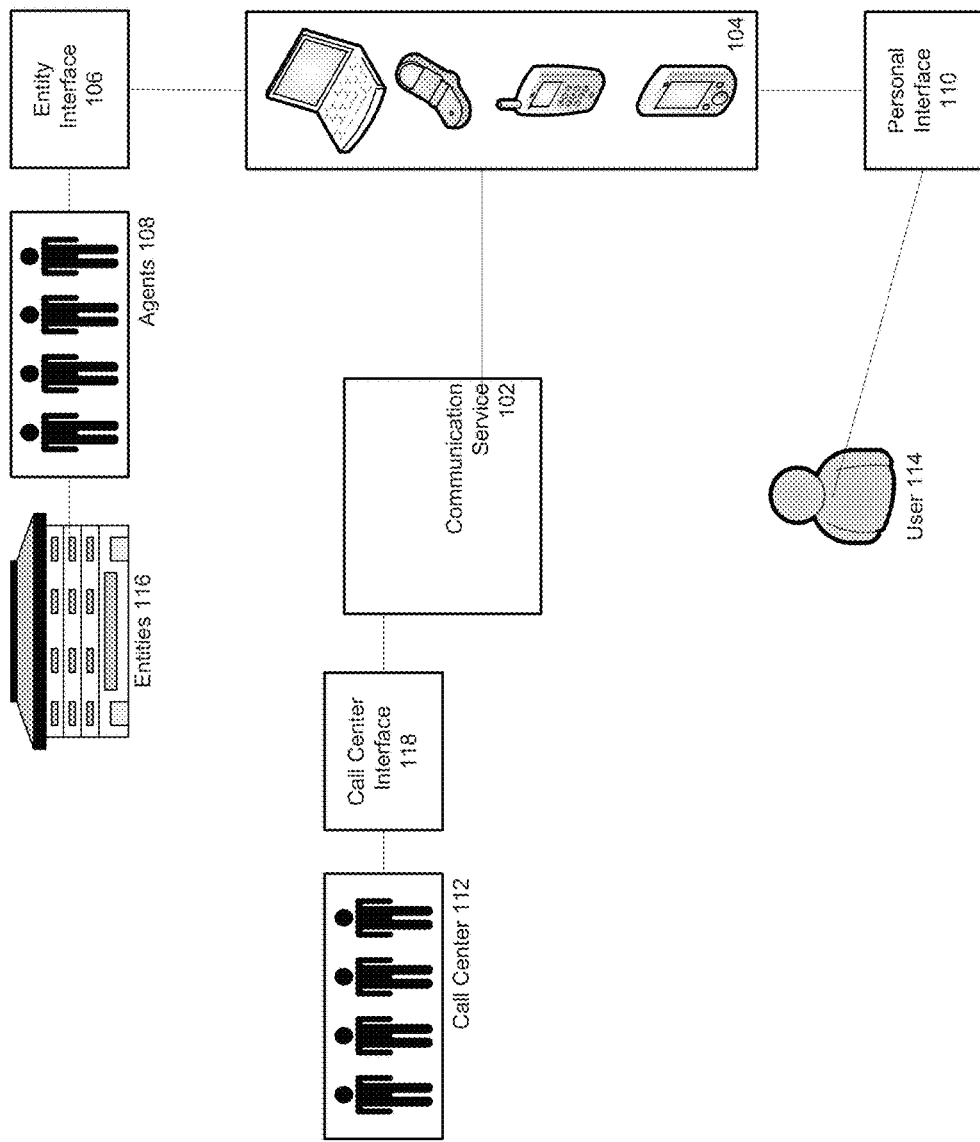 Entities 116
Agents 108
Entity
Interface
106
Call Center 112
Call Center
Interface
118
Communication
Service
102
104
User 114
Personal
Interface
110